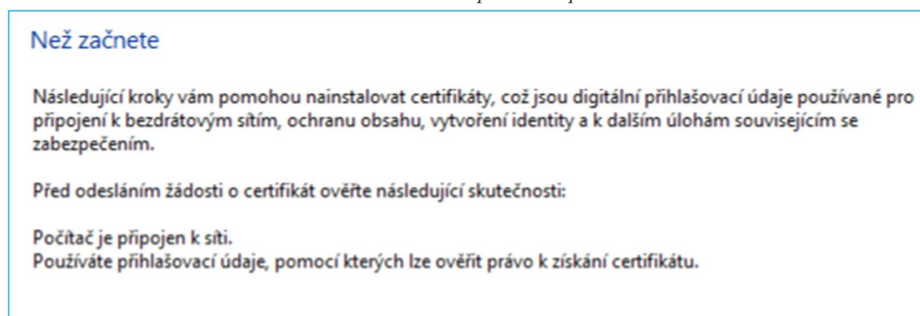 Než začnete
Následující kroky vám pomohou nainstalovat certifikáty, což jsou digitální přihlašovací údaje používané pro
připojení k bezdrátovým sítím, ochranu obsahu, vytvoření identity a k dalším úlohám souvisejícím se
zabezpečením.
Před odesláním žádosti o certifikát ověřte následující skutečnosti:
Počítač je připojen k síti.
Používáte přihlašovací údaje, pomocí kterých lze ověřit právo k získání certifikátu.